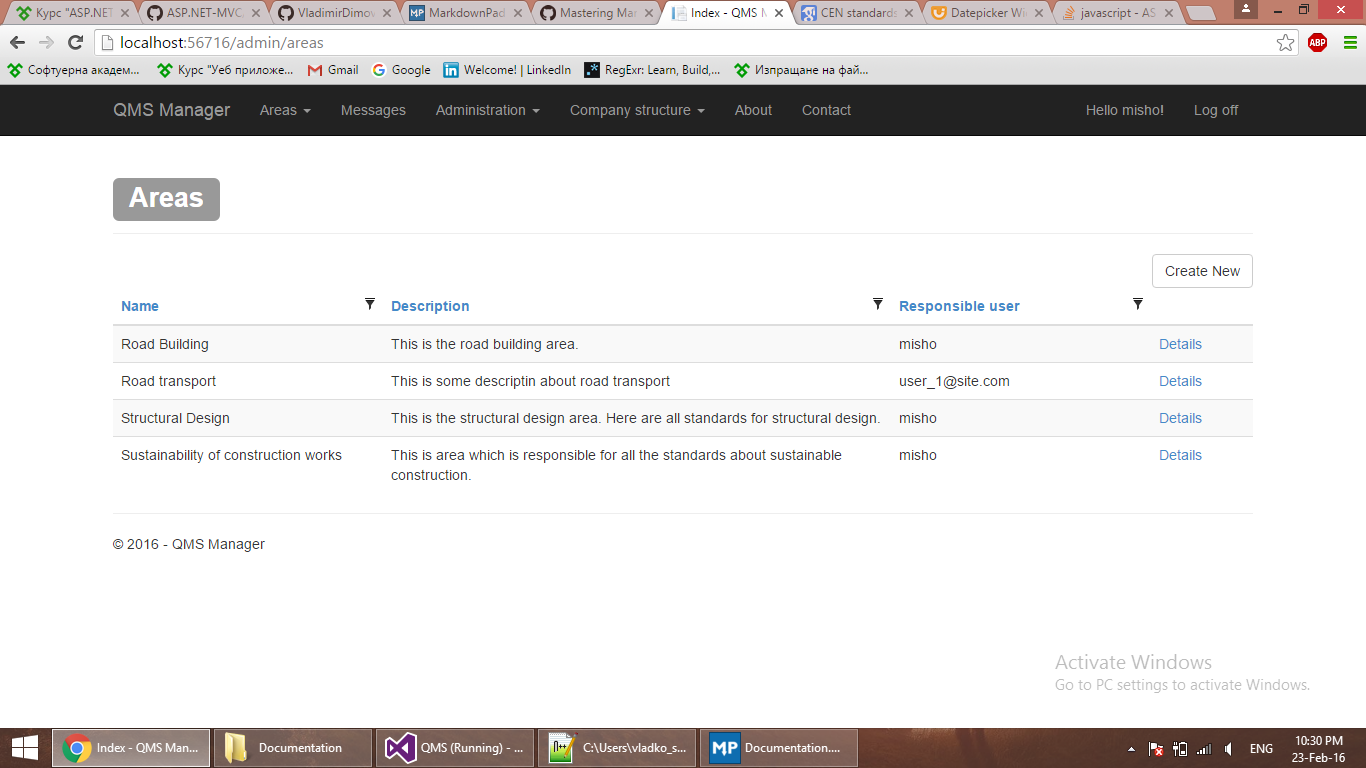 Курс "ASP.NET
ASP.NET-MVC
VladimirDimov
MarkdownPad
Mastering Mar
Index - QMS M
CEN standards
Datepicker Wi
javascript - AS
localhost:56716/admin/areas
ABP
Софтуерна академ...
Курс "Уеб приложе...
Gmail
Google
Welcome! | LinkedIn
RegExr: Learn, Build,...
Изпращане на фай...
QMS Manager
Areas
Messages
Administration
Company structure
About
Contact
Hello misho!
Log off
Areas
Create New
Name
Description
Responsible user
Road Building
This is the road building area.
misho
Details
Road transport
This is some descriptin about road transport
user_1@site.com
Details
Structural Design
This is the structural design area. Here are all standards for structural design.
misho
Details
Sustainability of construction works
This is area which is responsible for all the standards about sustainable
construction.
misho
Details
© 2016 - QMS Manager
Activate Windows
Go to PC settings to activate Windows.
Index - QMS Man...
Documentation
QMS (Running) - ...
C:\Users\vladko_s...
MP
Documentation....
ENG
10:30 PM
23-Feb-16